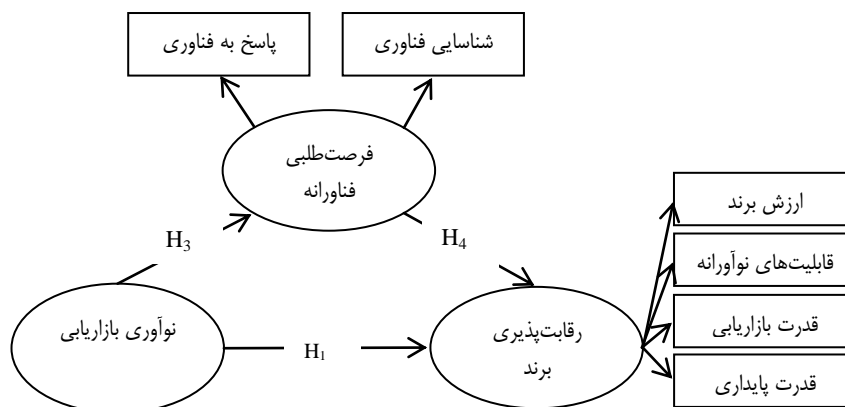 پاسخ به فناوری
شناسایی فناوری
فرصت‌طلبی
فناورانه
H3
H4
ارزش برند
قابلیت‌های نوآورانه
قدرت بازاریابی
قدرت پایداری
نوآوری بازاریابی
H1
رقابت‌پذیری
برند